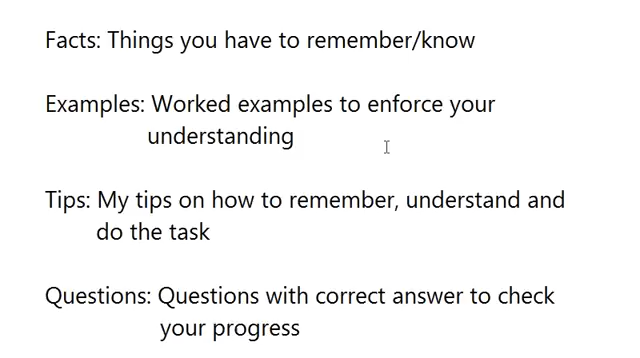 Facts: Things you have to remember/know
Examples: Worked examples to enforce your
understanding
Tips: My tips on how to remember, understand and
do the task
Questions: Questions with correct answer to check
your progress